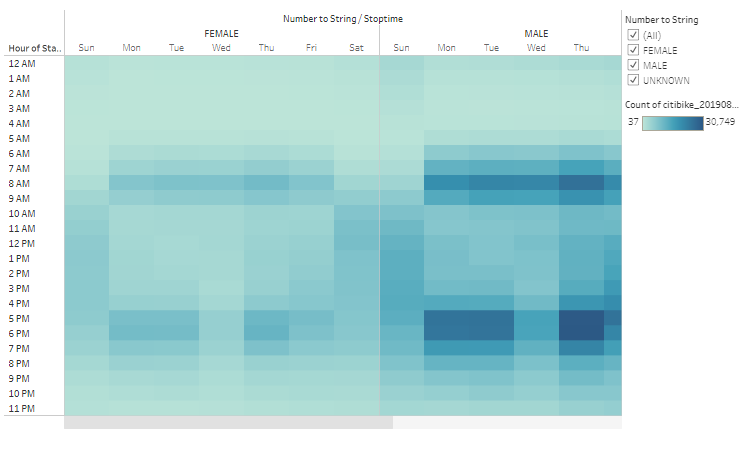 Number to String / Stoptime
FEMALE MALE
Hour of Sta.. Sun Mon Tue Wed Thu Fri Sat Sun Mon Tue Wed Thu
12 AM
1 AM
2 AM
3 AM
4 AM
5 AM
6 AM
7 AM
8 AM
9 AM
10 AM
11 AM
12 PM
1 PM
2 PM
3 PM
4 PM
5 PM
6 PM
7 PM
8 PM
9 PM
10 PM
11 PM
Number to String
(All)
FEMALE
MALE
UNKNOWN
Count of citibike_201908...
37 30,749